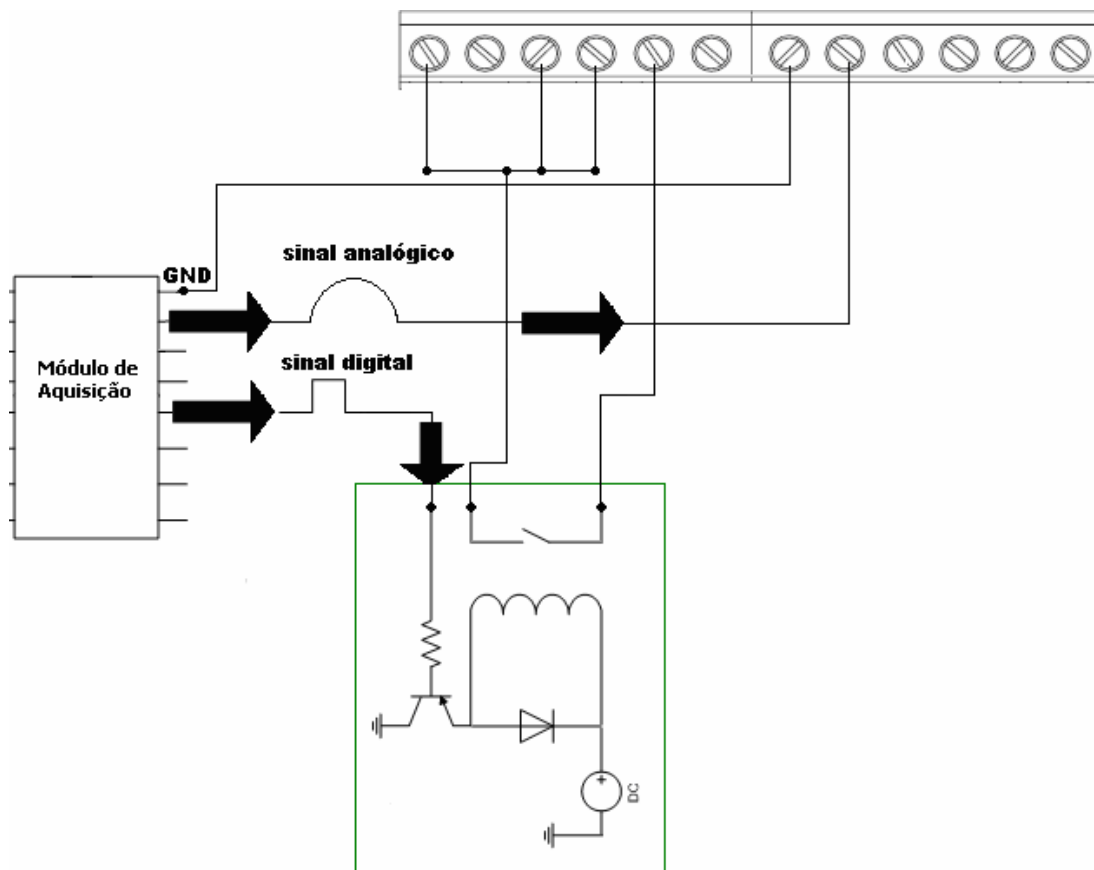 sinal analógico
GND
sinal digital
Módulo de
Aquisição
+
DC